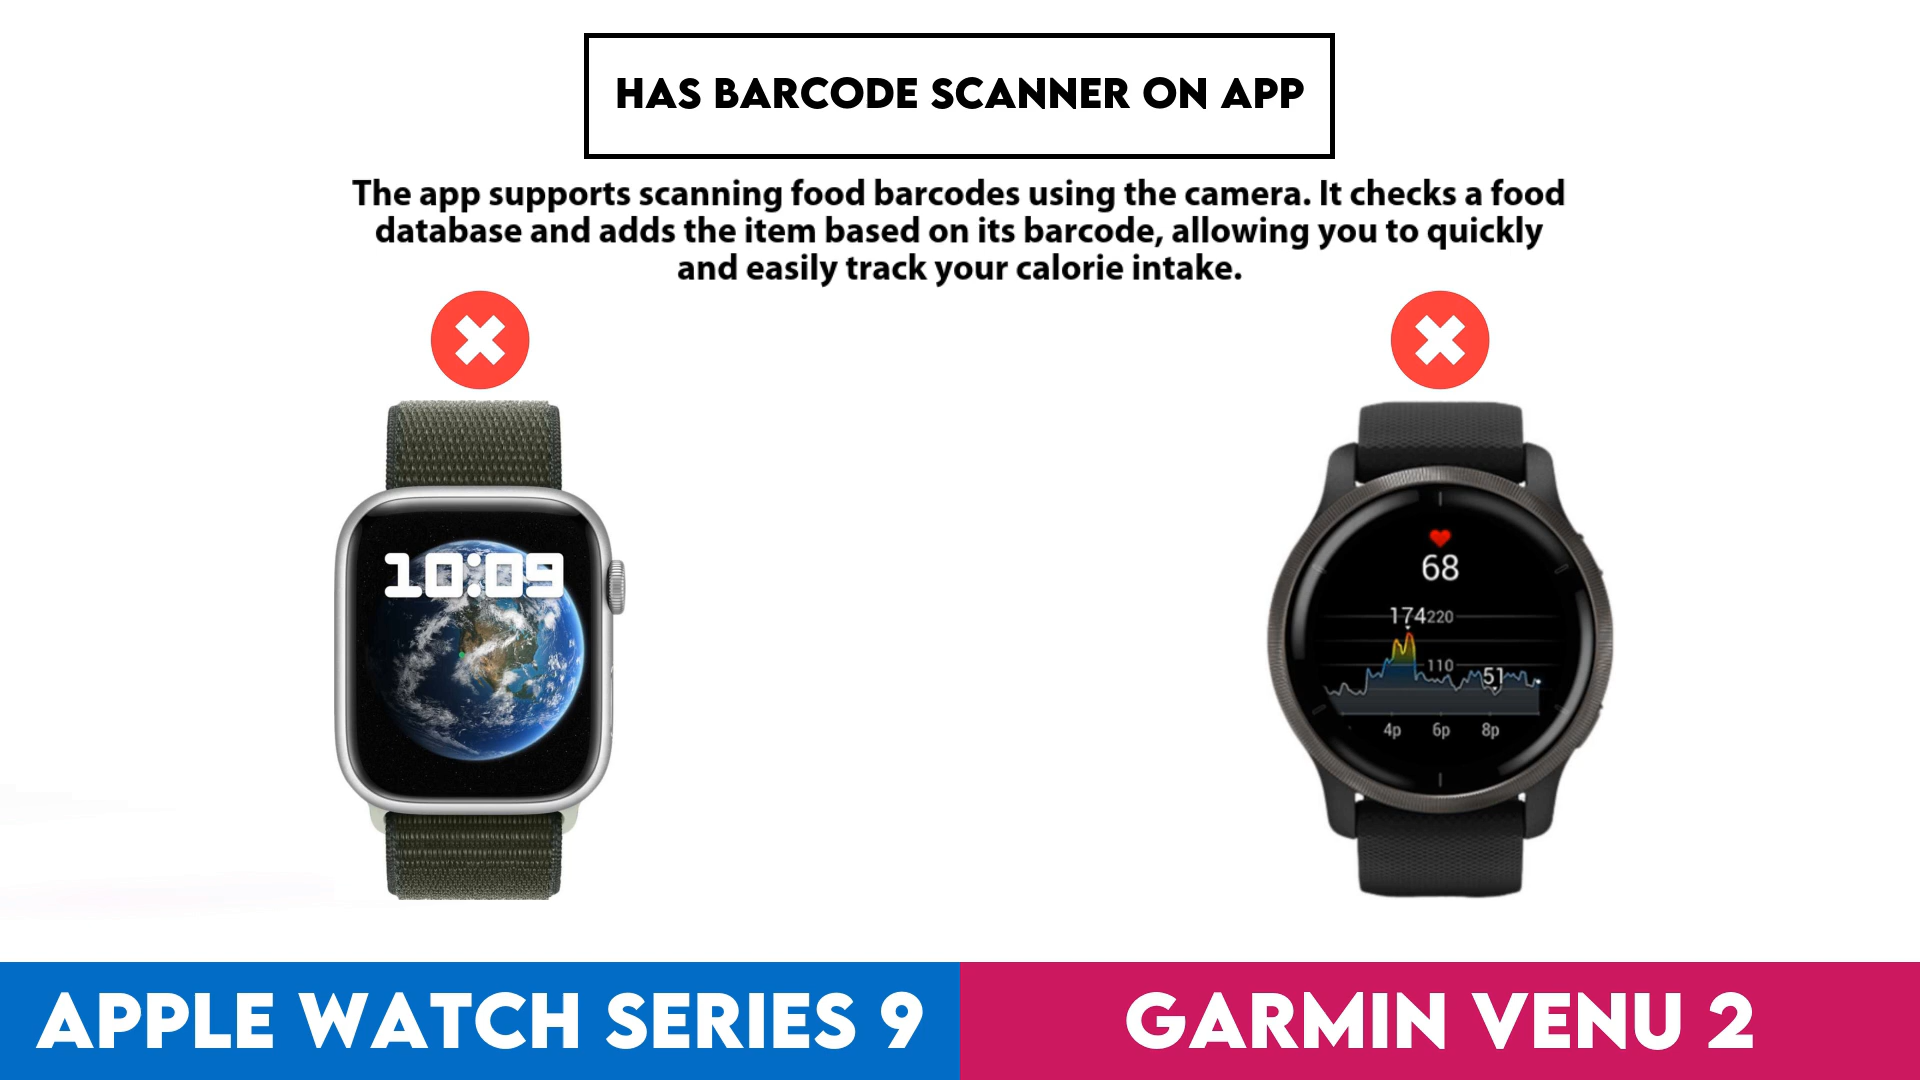 HAS BARCODE SCANNER ON APP
The app supports scanning food barcodes using the camera. It checks a food
database and adds the item based on its barcode, allowing you to quickly
and easily track your calorie intake.
10:09
68
174 220
110
51
4p 6p 8p
APPLE WATCH SERIES 9
GARMIN VENU 2